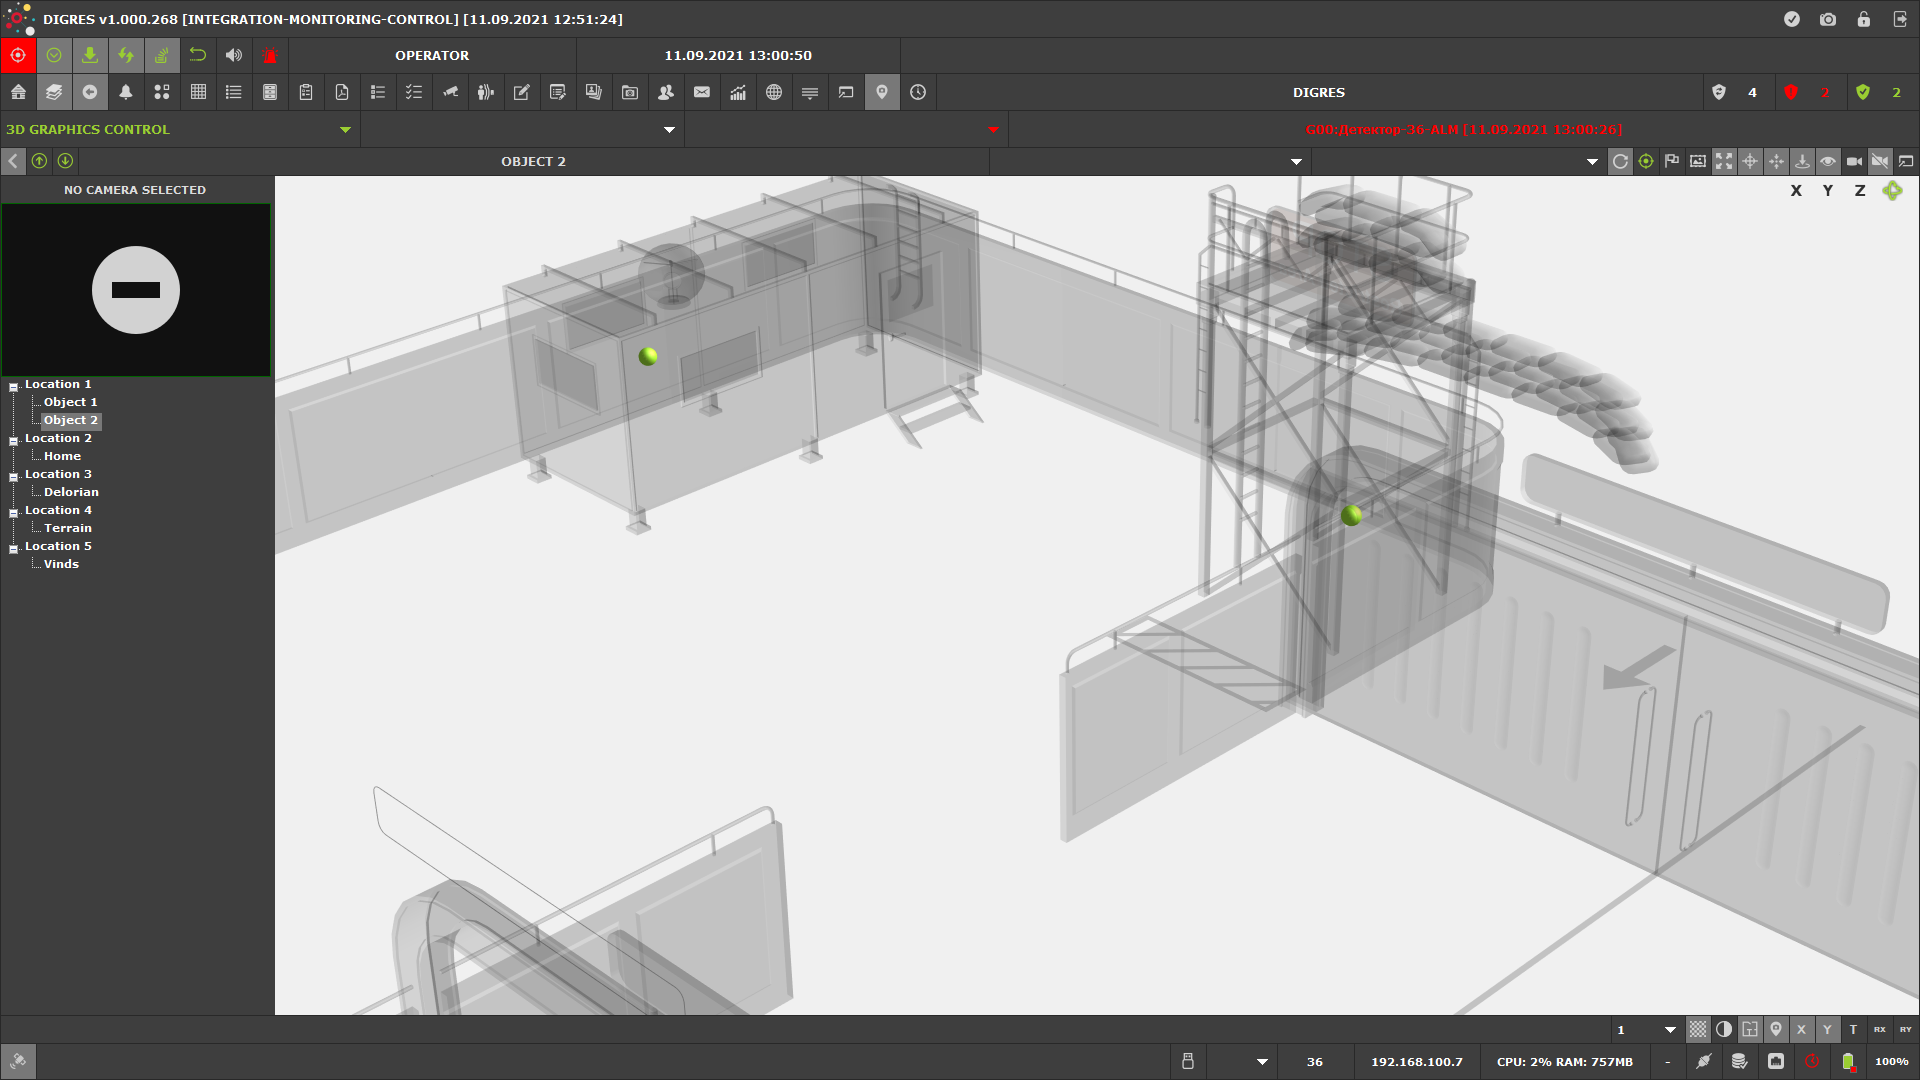 DIGRES v1.000.268 [INTEGRATION-MONITORING-CONTROL] [11.09.2021 12:51:24]
OPERATOR
11.09.2021 13:00:50
DIGRES
4
2
2
3D GRAPHICS CONTROL
G00:Детектор-36-ALM [11.09.2021 13:00:26]
OBJECT 2
NO CAMERA SELECTED
X Y Z
Location 1
Object 1
Object 2
Location 2
Home
Location 3
Delorian
Location 4
Terrain
Location 5
Vinds
1
X Y T RX RY
36
192.168.100.7
CPU: 2% RAM: 757MB
-
100%